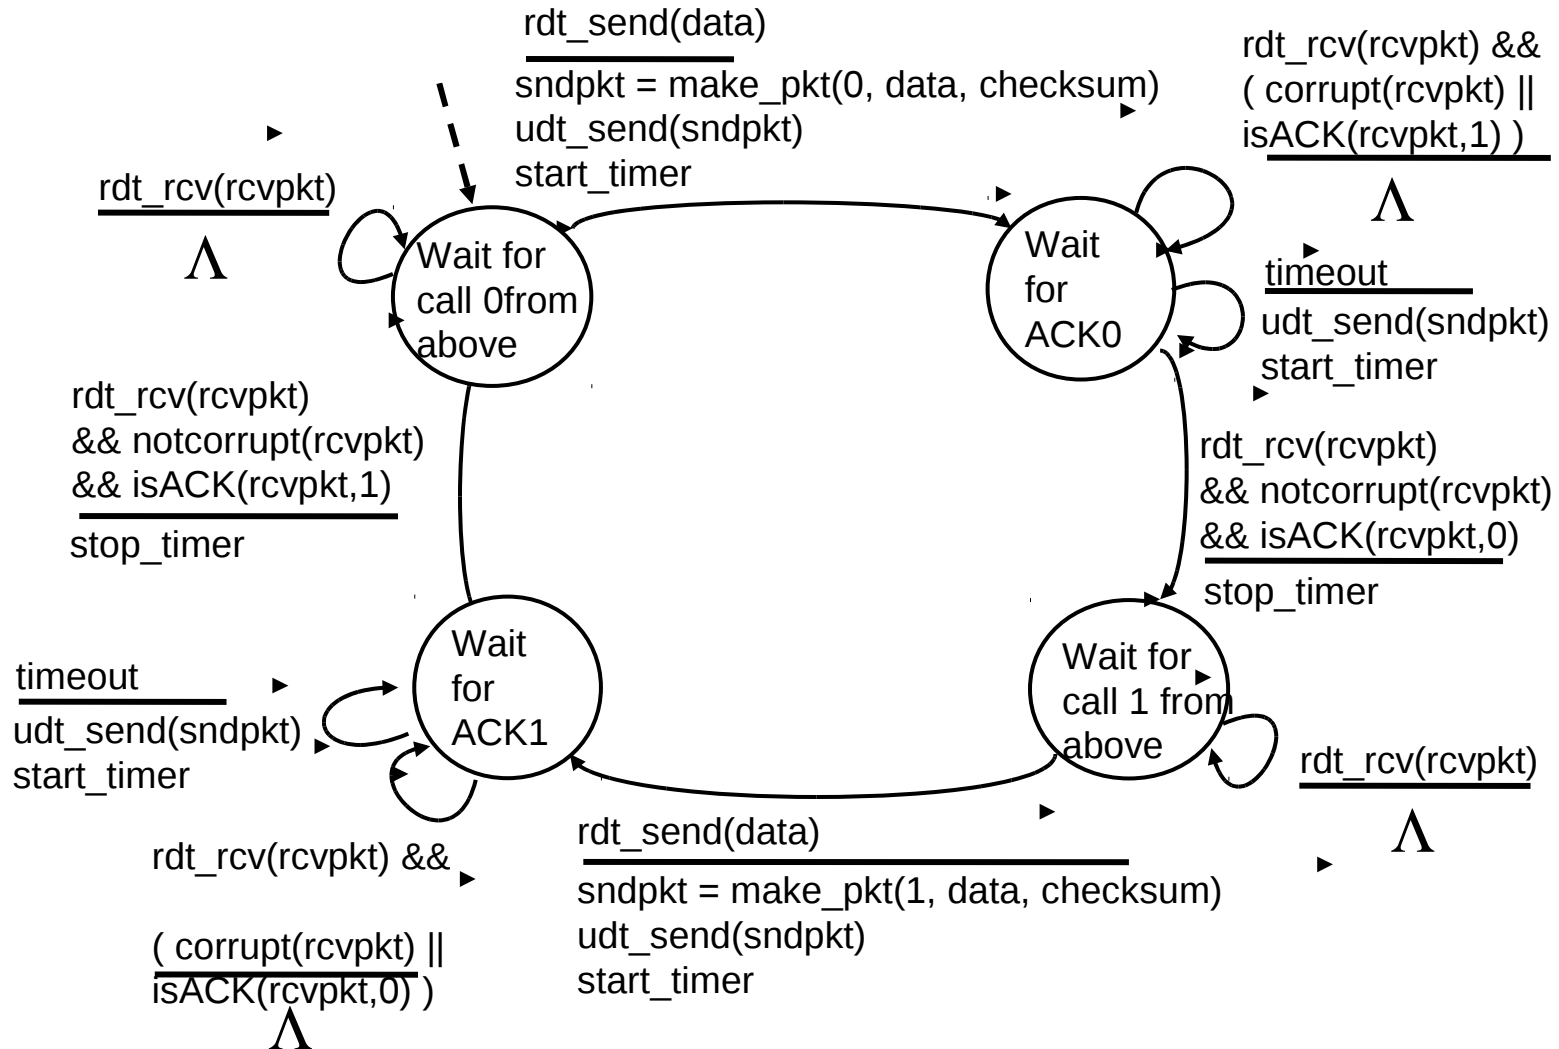 rdt_send(data)
sndpkt = make_pkt(0, data, checksum)
udt_send(sndpkt)
start_timer
rdt_rcv(rcvpkt) &&
( corrupt(rcvpkt) ||
isACK(rcvpkt,1) )
Λ
rdt_rcv(rcvpkt)
Λ
Wait for
call 0from
above
Wait
for
ACK0
timeout
udt_send(sndpkt)
start_timer
rdt_rcv(rcvpkt)
&& notcorrupt(rcvpkt)
&& isACK(rcvpkt,1)
stop_timer
rdt_rcv(rcvpkt)
&& notcorrupt(rcvpkt)
&& isACK(rcvpkt,0)
stop_timer
Wait
for
ACK1
Wait for
call 1 from
above
timeout
udt_send(sndpkt)
start_timer
rdt_rcv(rcvpkt)
Λ
rdt_rcv(rcvpkt) &&
( corrupt(rcvpkt) ||
isACK(rcvpkt,0) )
Λ
rdt_send(data)
sndpkt = make_pkt(1, data, checksum)
udt_send(sndpkt)
start_timer